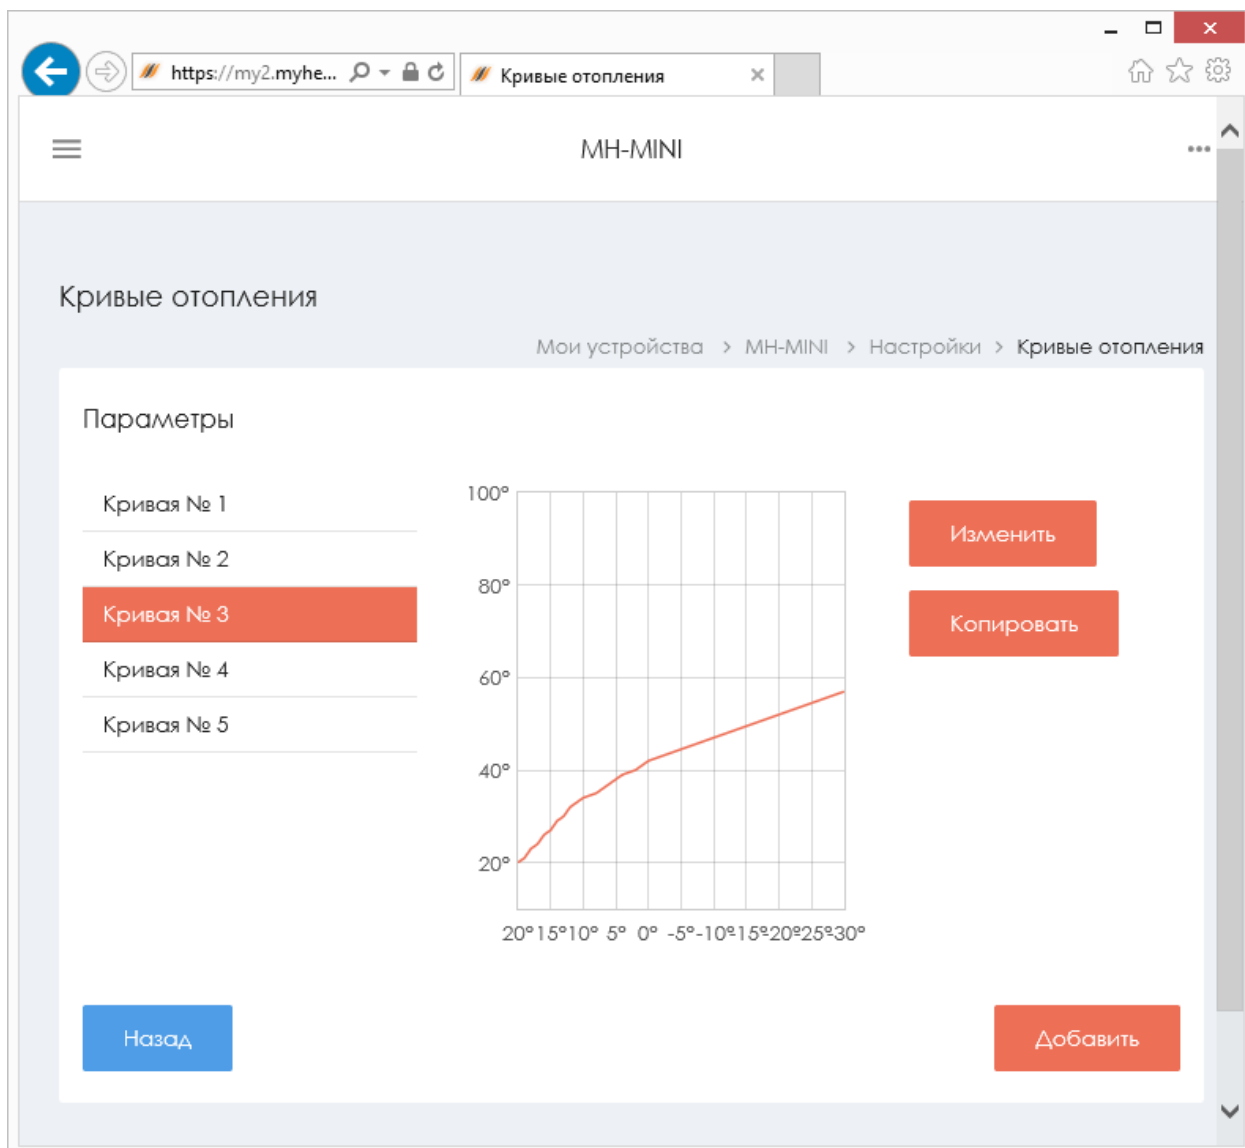 https://my2.myhe...
Кривые отопления
MH-MINI
Кривые отопления
Мои устройства > MH-MINI > Настройки > Кривые отопления
Параметры
Кривая № 1
Кривая № 2
Кривая № 3
Кривая № 4
Кривая № 5
100°
80°
60°
40°
20°
20° 15° 10° 5° 0° -5° -10° -15° -20° -25° -30°
Изменить
Копировать
Назад
Добавить